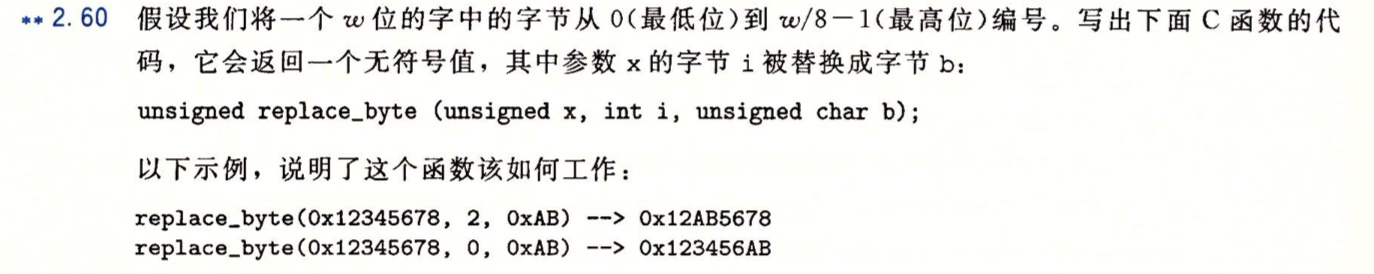 ** 2.60 假设我们将一个 w 位的字中的字节从 0(最低位)到 w/8－1(最高位)编号。写出下面 C 函数的代
码，它会返回一个无符号值，其中参数 x 的字节 i 被替换成字节 b：
unsigned replace_byte (unsigned x, int i, unsigned char b);
以下示例，说明了这个函数该如何工作：
replace_byte(0x12345678, 2, 0xAB) --> 0x12AB5678
replace_byte(0x12345678, 0, 0xAB) --> 0x123456AB